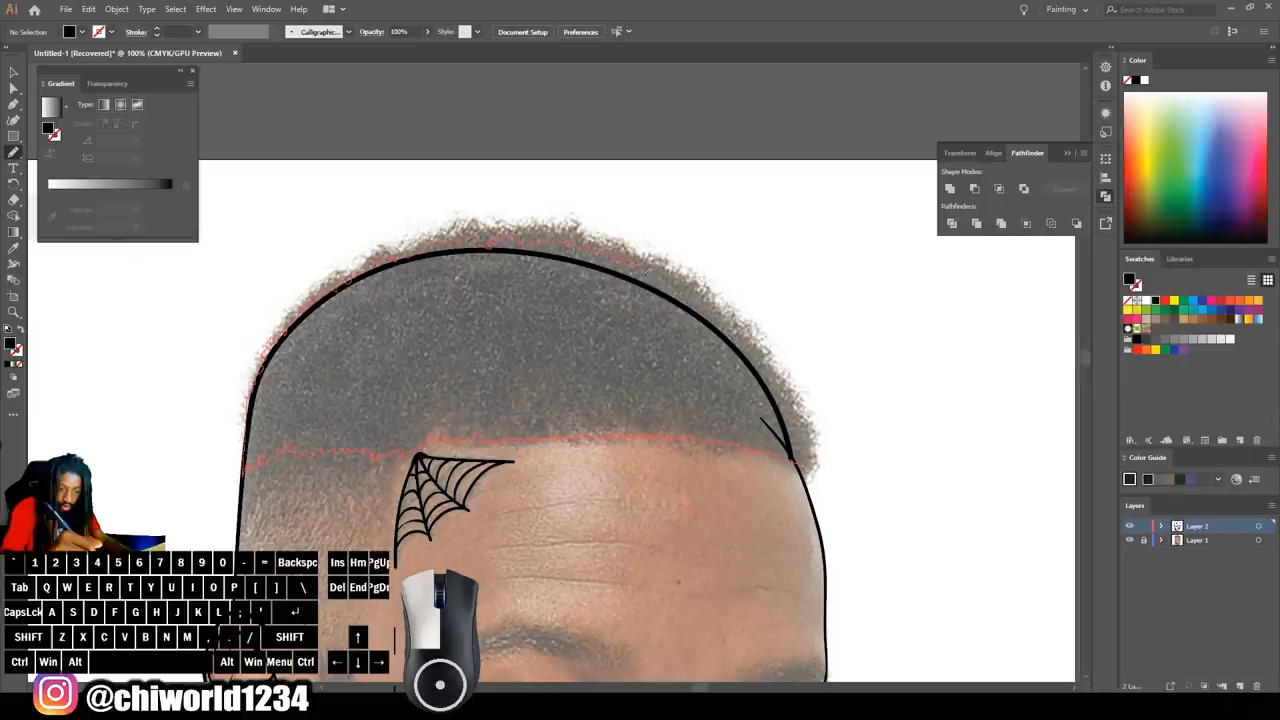 Ai File Edit Object Type Select Effect View Window Help Painting Search Adobe Stock
No Selection Stroke: Calligraphic... Opacity: 100% Style: Document Setup Preferences
Untitled-1 [Recovered]* @ 100% (CMYK/GPU Preview)
Gradient Transparency
Type:
Transform Align Pathfinder
Shape Modes:
Pathfinders:
Color
Swatches Libraries
Color Guide
Layers
Layer 2
Layer 1
2 La...
1 2 3 4 5 6 7 8 9 0 - = Backspc Ins Hm PgUp
Tab Q W E R T Y U I O P [ ] \ Del End PgDn
CapsLck A S D F G H J K L ; ' ↵
SHIFT Z X C V B N M , . / SHIFT ↑
Ctrl Win Alt Alt Win Menu Ctrl ← ↓ →
@chiworld1234